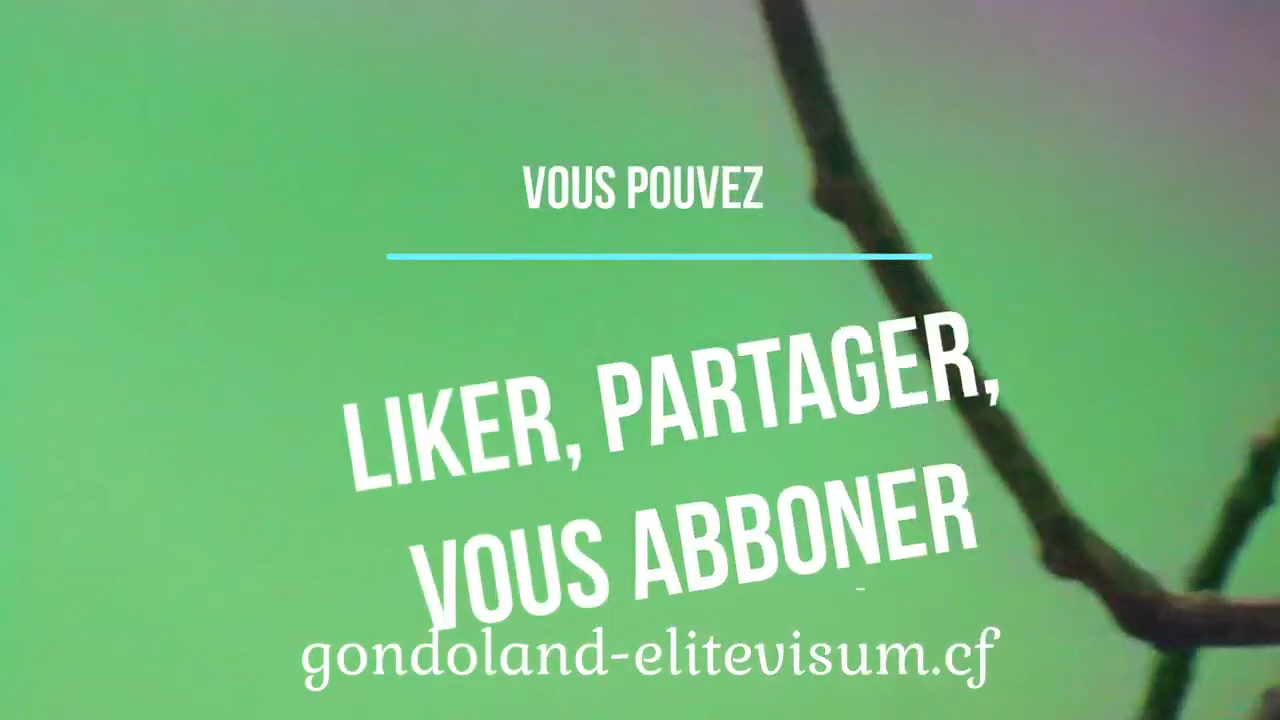 VOUS POUVEZ
LIKER, PARTAGER,
VOUS ABBONER
gondoland-elitevisum.cf